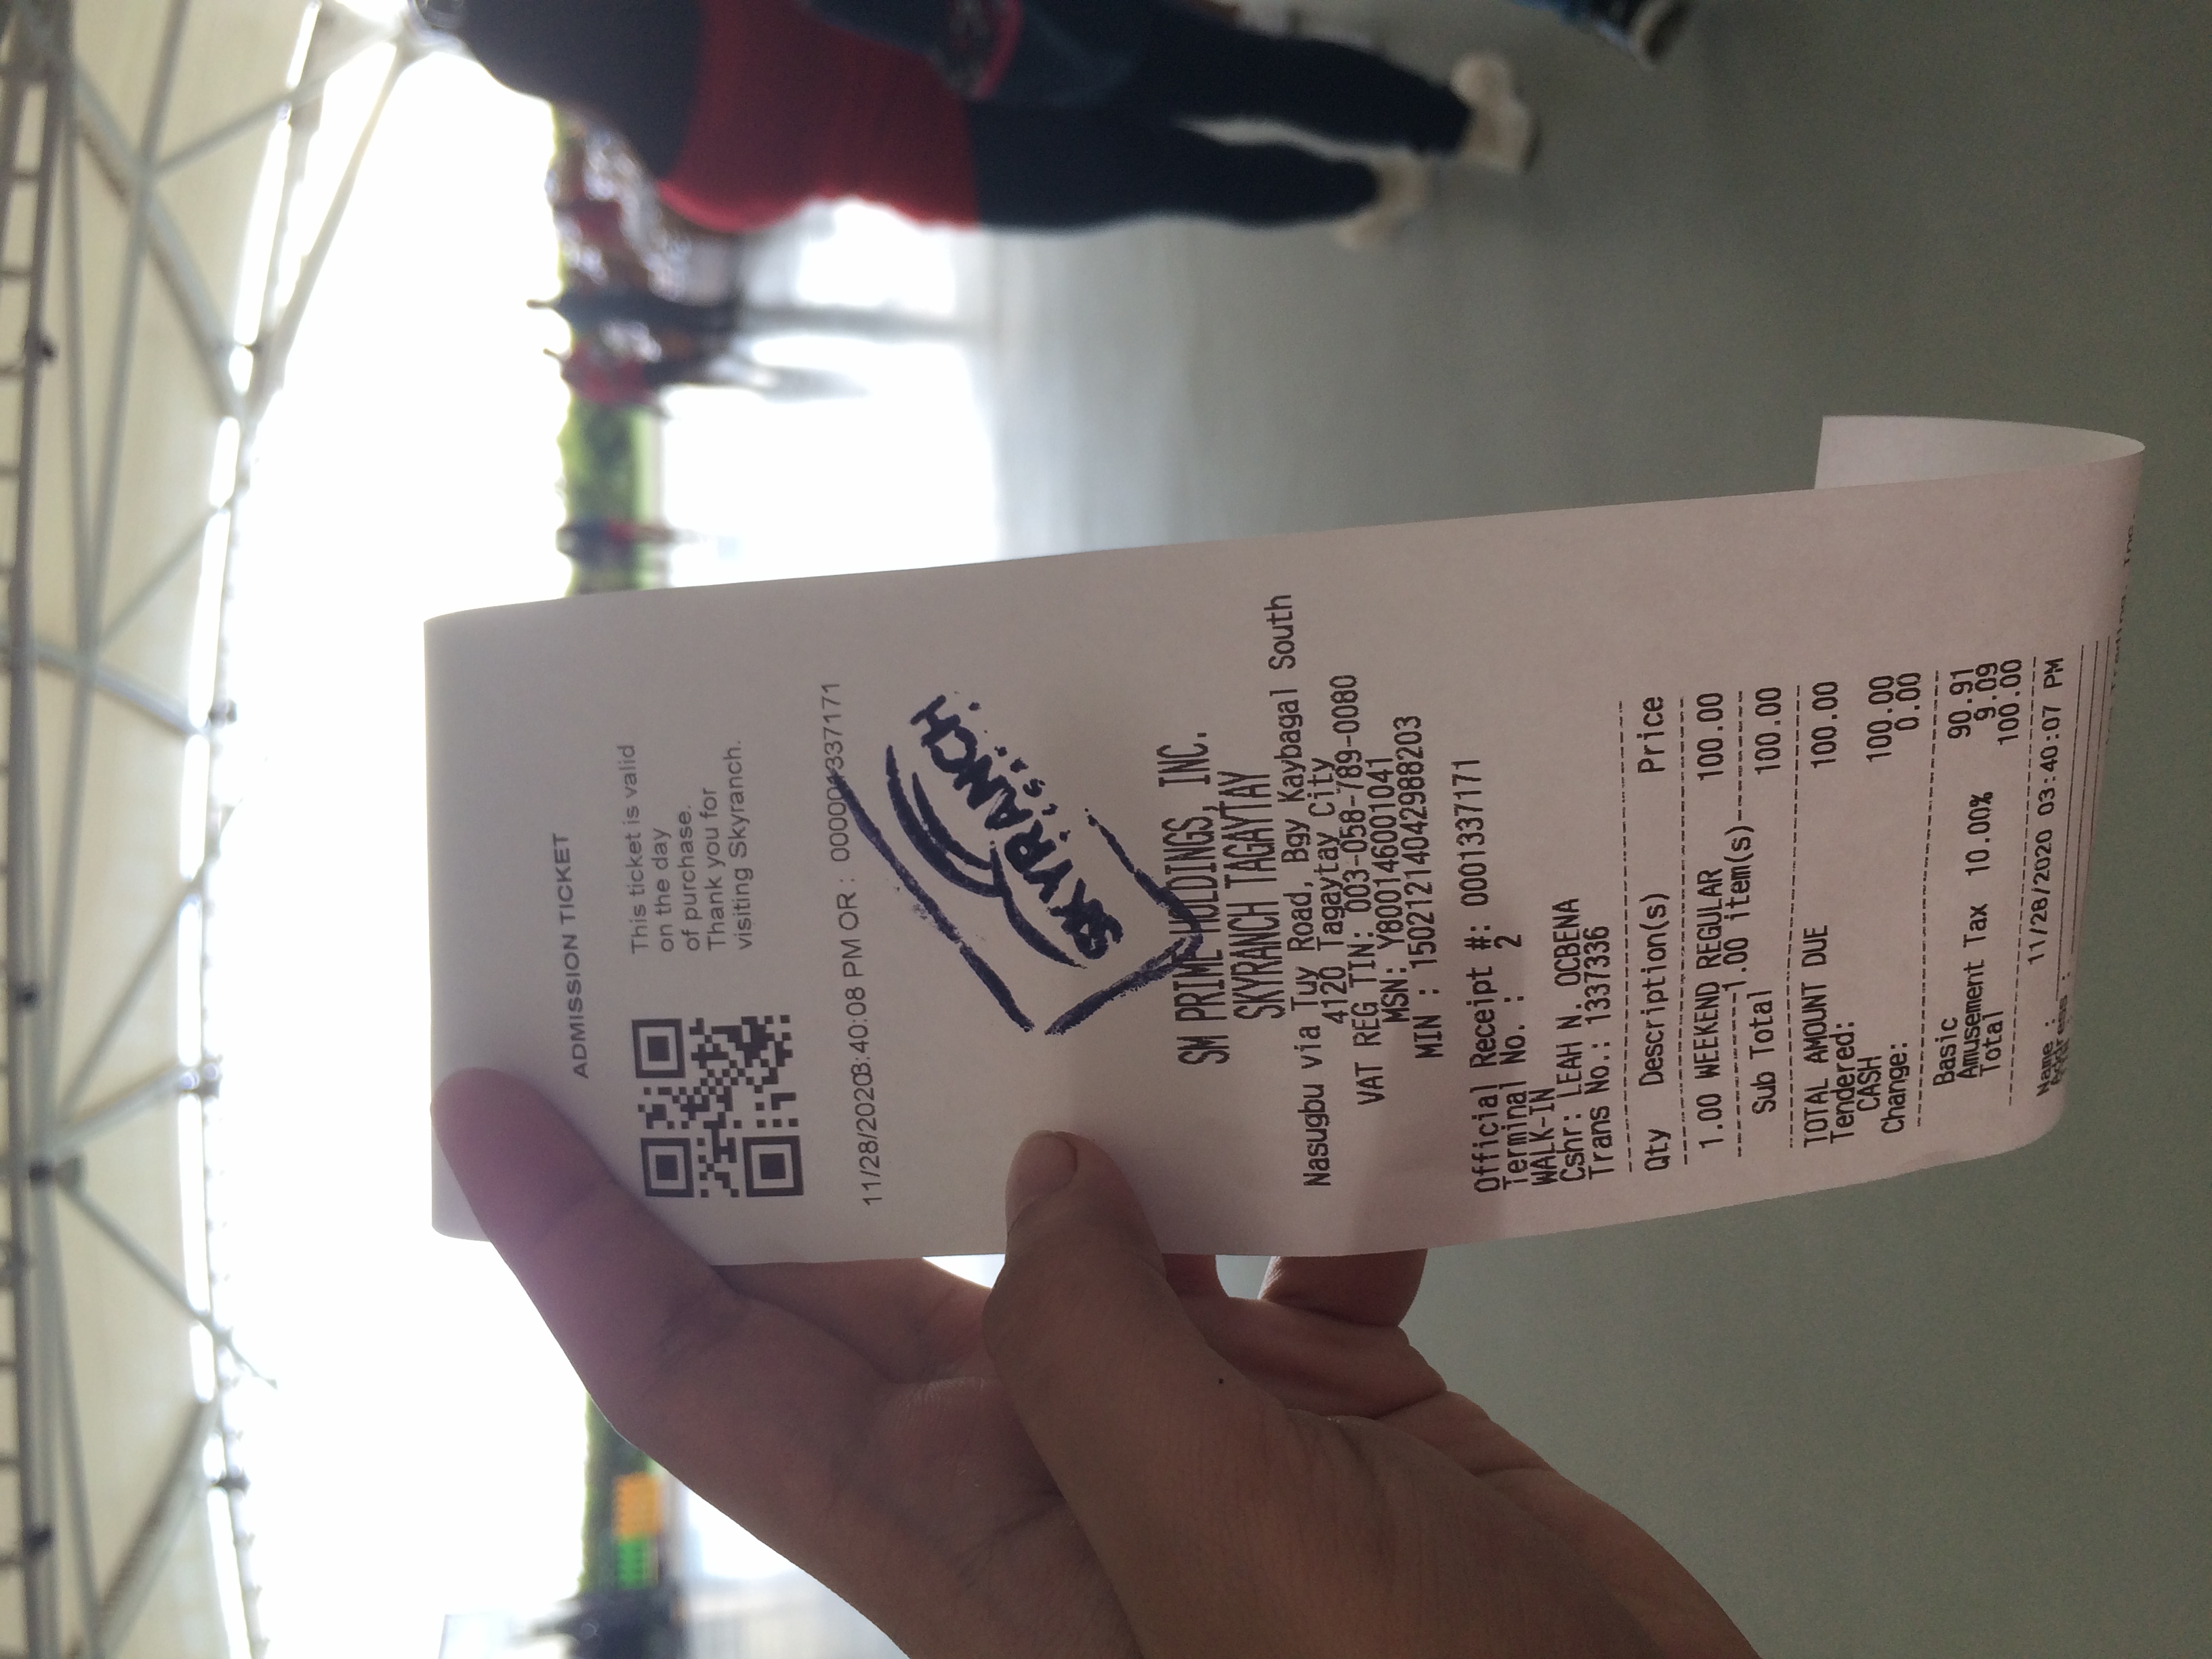 ADMISSION TICKET
This ticket is valid
on the day
of purchase.
Thank you for
visiting Skyranch.
11/28/202003:40:08 PM OR : 000001337171
SKYRANCH
SM PRIME HOLDINGS, INC.
SKYRANCH TAGAYTAY
Nasugbu via Tuy Road, Bgy Kaybagal South
4120 Tagaytay City
VAT REG TIN: 003-058-789-0080
MSN: Y800146001041
MIN : 150212140042988203
Official Receipt #: 0001337171
Terminal No. : 2
WALK-IN
Cshr: LEAH N. OCBENA
Trans No.: 1337336
Qty Description(s) Price
1.00 WEEKEND REGULAR 100.00
1.00 item(s)
Sub Total 100.00
TOTAL AMOUNT DUE 100.00
Tendered:
CASH 100.00
Change: 0.00
Basic 90.91
Amusement Tax 10.00% 9.09
Total 100.00
11/28/2020 03:40:07 PM
Name :